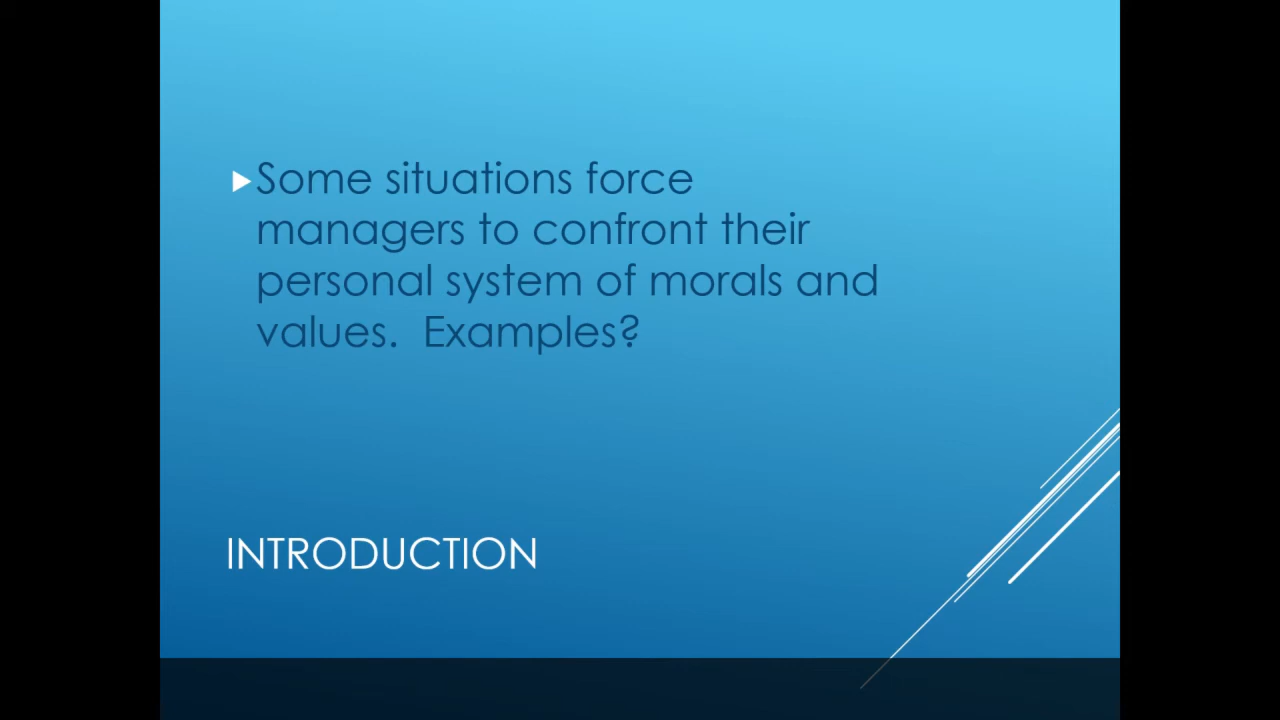 Some situations force
managers to confront their
personal system of morals and
values.  Examples?
INTRODUCTION